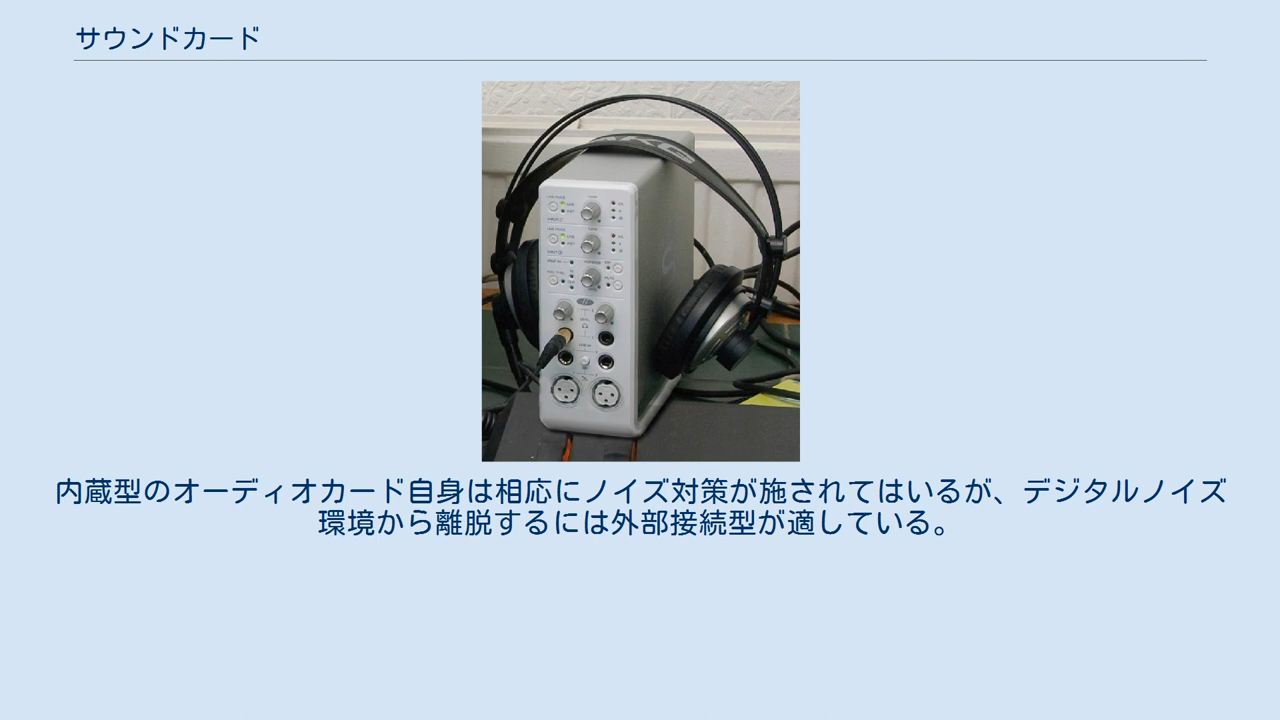 サウンドカード
AKG
内蔵型のオーディオカード自身は相応にノイズ対策が施されてはいるが、デジタルノイズ
環境から離脱するには外部接続型が適している。